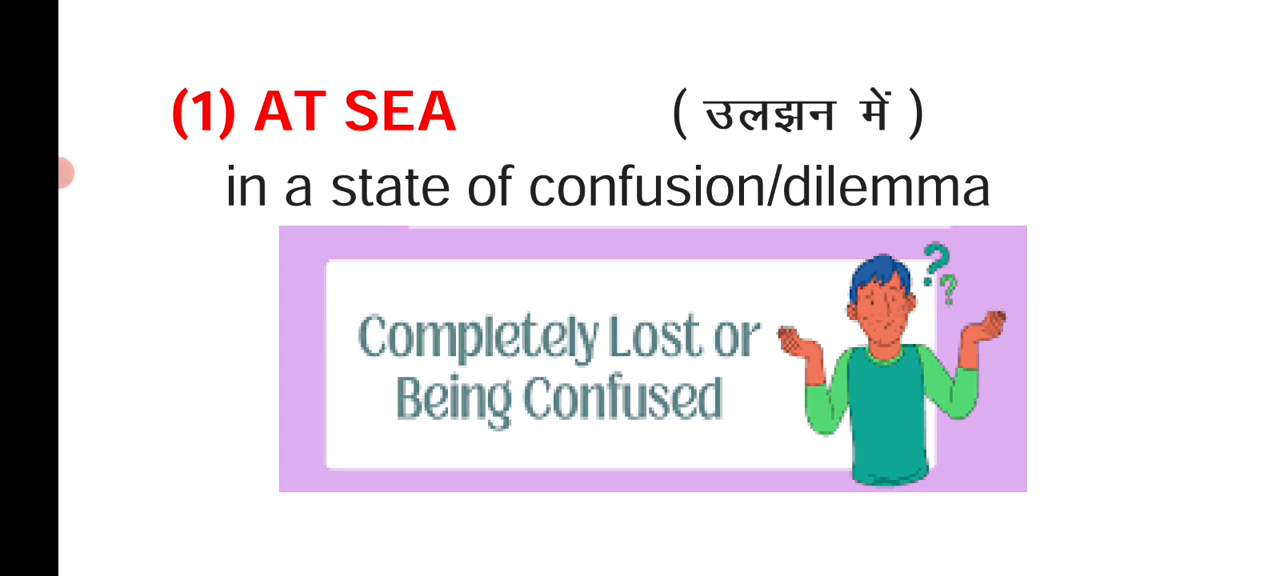 (1) AT SEA ( उलझन में )
in a state of confusion/dilemma
??
Completely Lost or
Being Confused